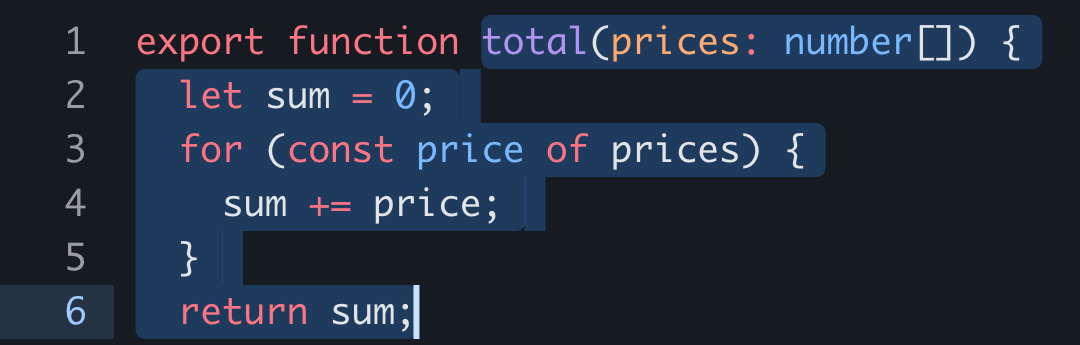 1 export function total(prices: number[]) {
2   let sum = 0;
3   for (const price of prices) {
4     sum += price;
5   }
6   return sum;